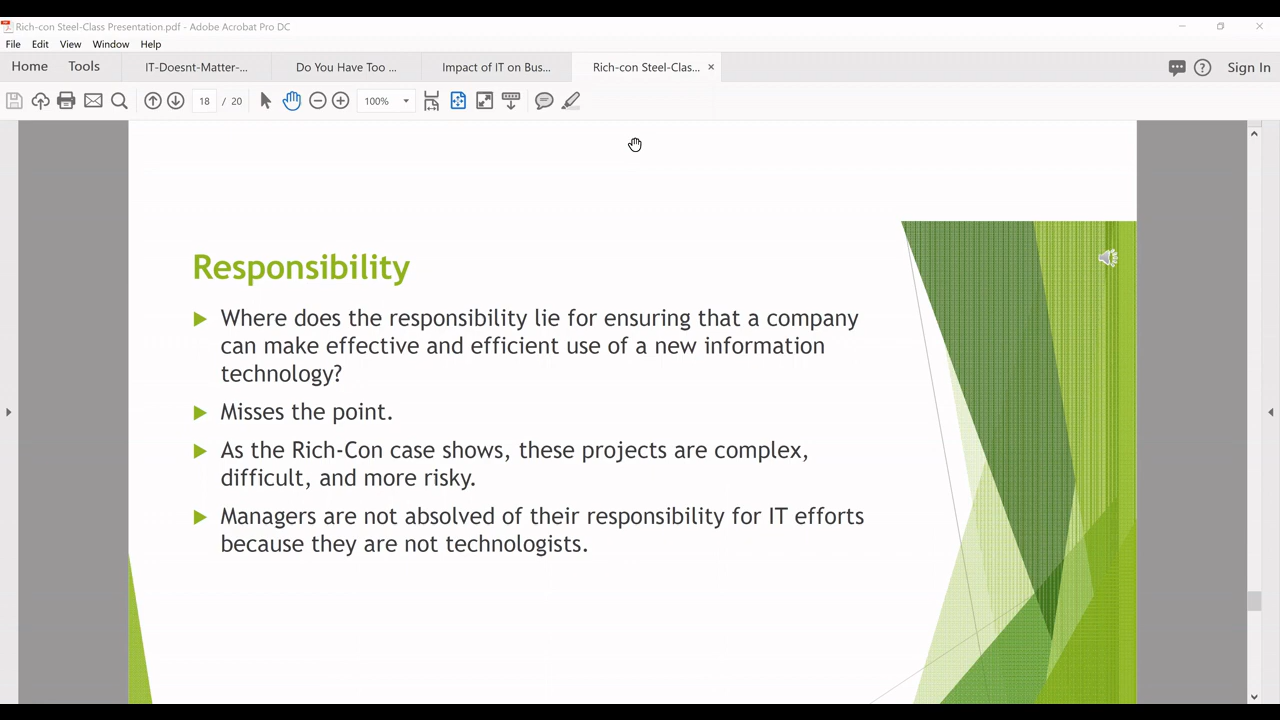 Rich-con Steel-Class Presentation.pdf - Adobe Acrobat Pro DC
File Edit View Window Help
Home Tools IT-Doesnt-Matter-... Do You Have Too ... Impact of IT on Bus... Rich-con Steel-Clas... × Sign In
18 / 20 100%
Responsibility
Where does the responsibility lie for ensuring that a company
can make effective and efficient use of a new information
technology?
Misses the point.
As the Rich-Con case shows, these projects are complex,
difficult, and more risky.
Managers are not absolved of their responsibility for IT efforts
because they are not technologists.